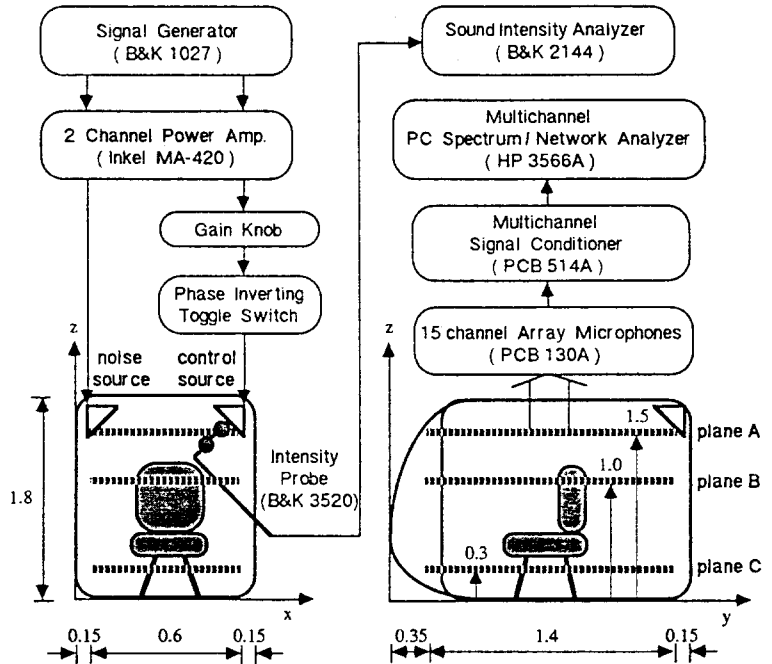 Signal Generator
( B&K 1027 )
2 Channel Power Amp.
( Inkel MA-420 )
Gain Knob
Phase Inverting
Toggle Switch
z
noise
source
control
source
1.8
Intensity
Probe
(B&K 3520)
x
0.15
0.6
0.15
Sound Intensity Analyzer
( B&K 2144 )
Multichannel
PC Spectrum / Network Analyzer
( HP 3566A )
Multichannel
Signal Conditioner
( PCB 514A )
15 channel Array Microphones
( PCB 130A )
z
1.5
plane A
1.0
plane B
0.3
plane C
y
0.35
1.4
0.15